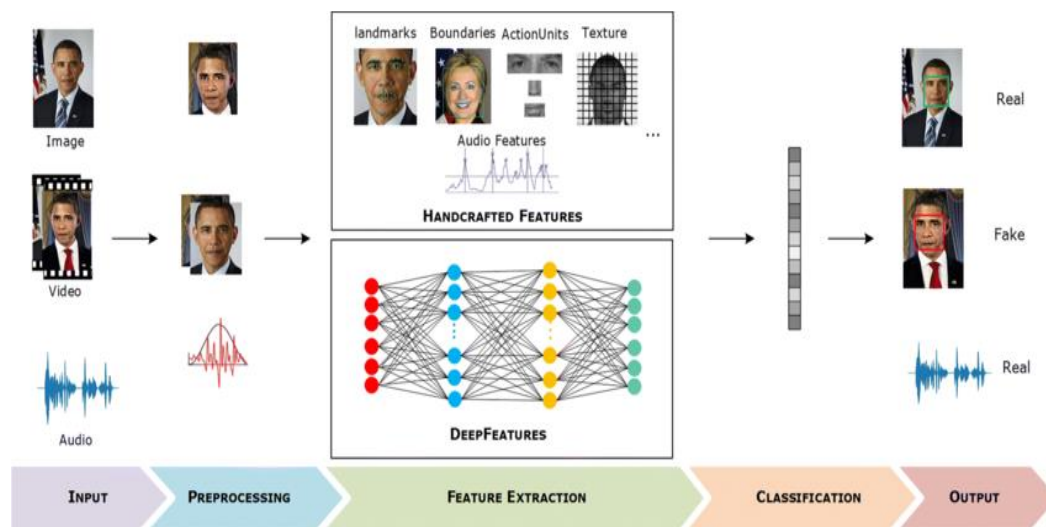 landmarks
Boundaries
ActionUnits
Texture
Image
Real
...
Audio Features
HANDCRAFTED FEATURES
Video
Fake
Audio
DEEPFEATURES
Real
INPUT
PREPROCESSING
FEATURE EXTRACTION
CLASSIFICATION
OUTPUT